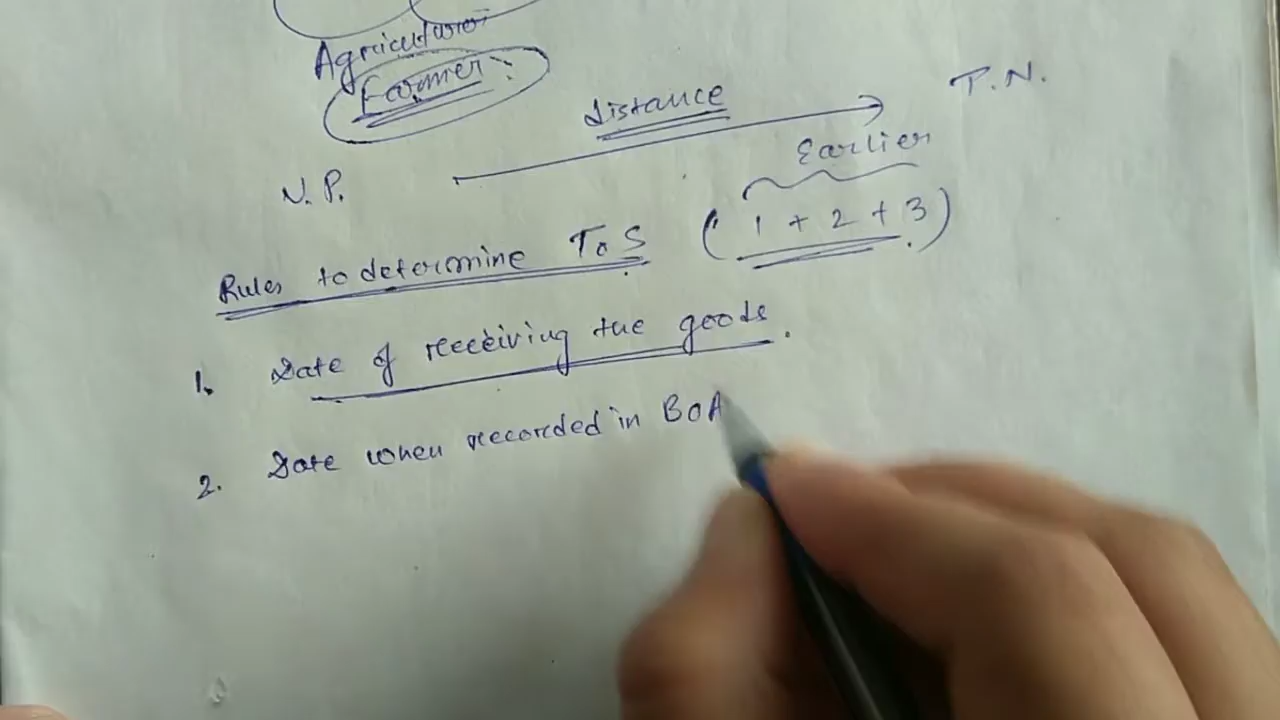 Agriculturist
Farmer
distance
T.N.
N.P.
Earlier
Rules to determine ToS (1 + 2 + 3)
1. Date of receiving the goods.
2. Date when recorded in BOA